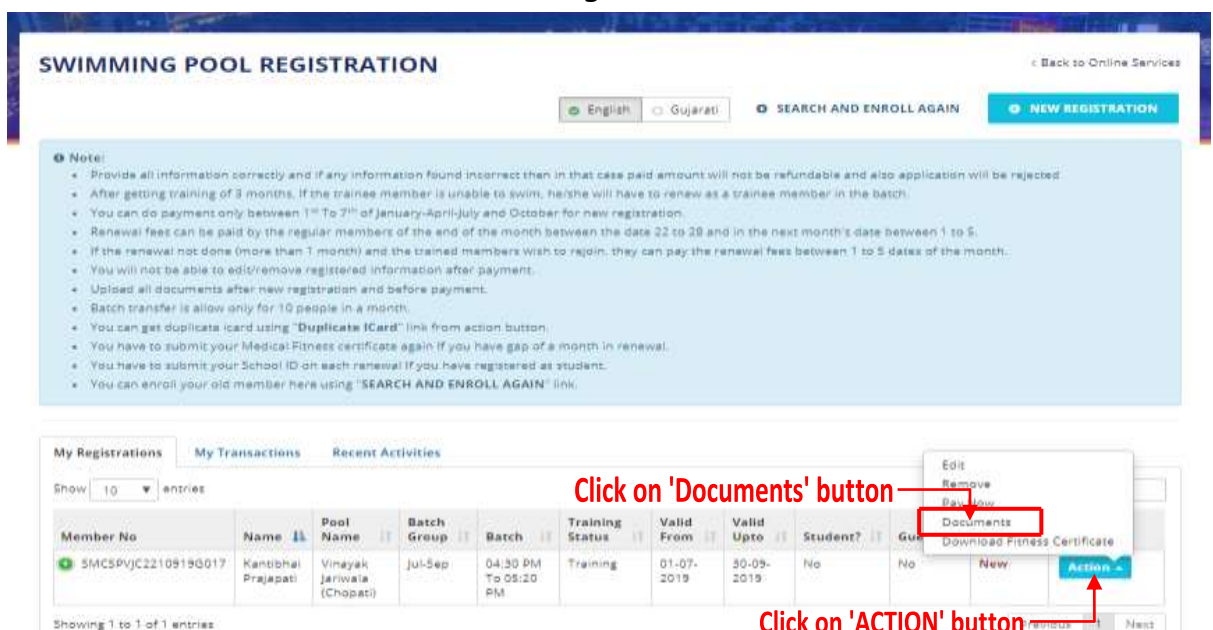 SWIMMING POOL REGISTRATION
‹ Back to Online Services
English Gujarati SEARCH AND ENROLL AGAIN NEW REGISTRATION
Note:
Provide all information correctly and if any information found incorrect then in that case paid amount will not be refundable and also application will be rejected
After getting training of 3 months, if the trainee member is unable to swim, he/she will have to renew as a trainee member in the batch.
You can do payment only between 1st To 7th of January-April-July and October for new registration.
Renewal fees can be paid by the regular members of the end of the month between the date 22 to 28 and in the next month's date between 1 to 5.
If the renewal not done (more than 1 month) and the trained members wish to rejoin, they can pay the renewal fees between 1 to 5 dates of the month.
You will not be able to edit/remove registered information after payment.
Upload all documents after new registration and before payment.
Batch transfer is allow only for 10 people in a month.
You can get duplicate icard using "Duplicate ICard" link from action button.
You have to submit your Medical Fitness certificate again if you have gap of a month in renewal.
You have to submit your School ID on each renewal if you have registered as student.
You can enroll your old member here using "SEARCH AND ENROLL AGAIN" link.
My Registrations My Transactions Recent Activities
Show 10 entries
Edit
Remove
Pay Now
Documents
Download Fitness Certificate
Click on 'Documents' button
Member No Name Pool Name Batch Group Batch Training Status Valid From Valid Upto Student? Gue
SMCSPVJC2210919G017 Kantibhai Prajapati Vinayak Jariwala (Chopati) Jul-Sep 04:30 PM To 05:20 PM Training 01-07-2019 30-09-2019 No No New Action
Click on 'ACTION' button
Showing 1 to 1 of 1 entries
Previous 1 Next